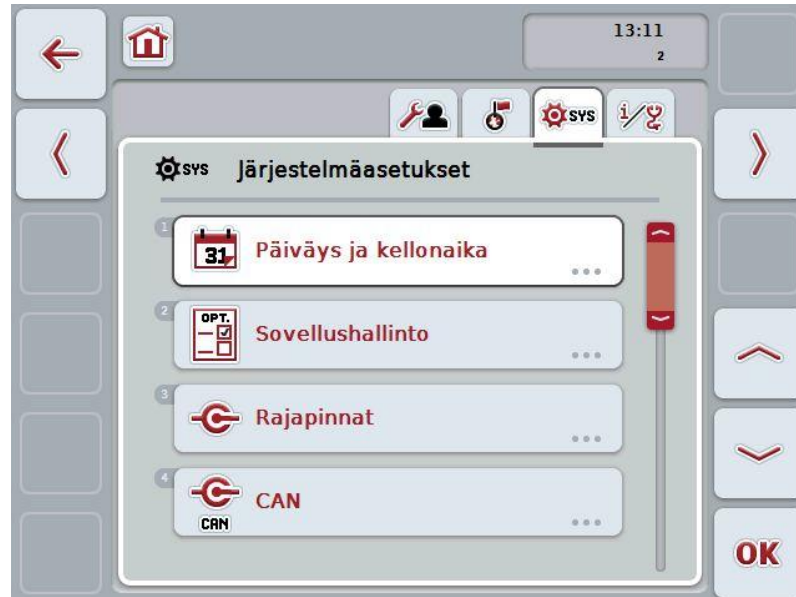 13:11
2
SYS
i/
SYS Järjestelmäasetukset
1
31 Päiväys ja kellonaika
2
OPT. Sovellushallinto
3
Rajapinnat
4
CAN
CAN
OK